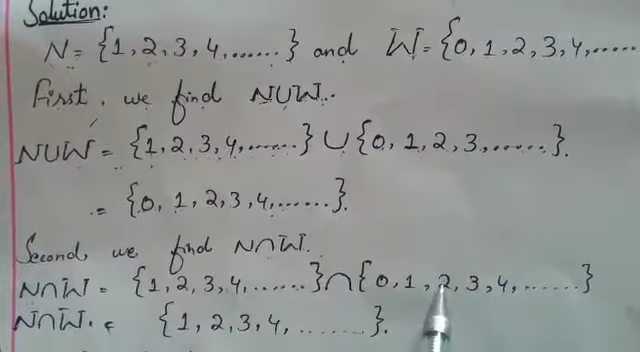 Solution:
N = {1, 2, 3, 4, ......} and W = {0, 1, 2, 3, 4, .....
First, we find NUW.
NUW = {1, 2, 3, 4, ......} ∪ {0, 1, 2, 3, ......}.
= {0, 1, 2, 3, 4, ......}.
Second, we find N∩W.
N∩W = {1, 2, 3, 4, ......} ∩ {0, 1, 2, 3, 4, ......}
N∩W = {1, 2, 3, 4, .......}.